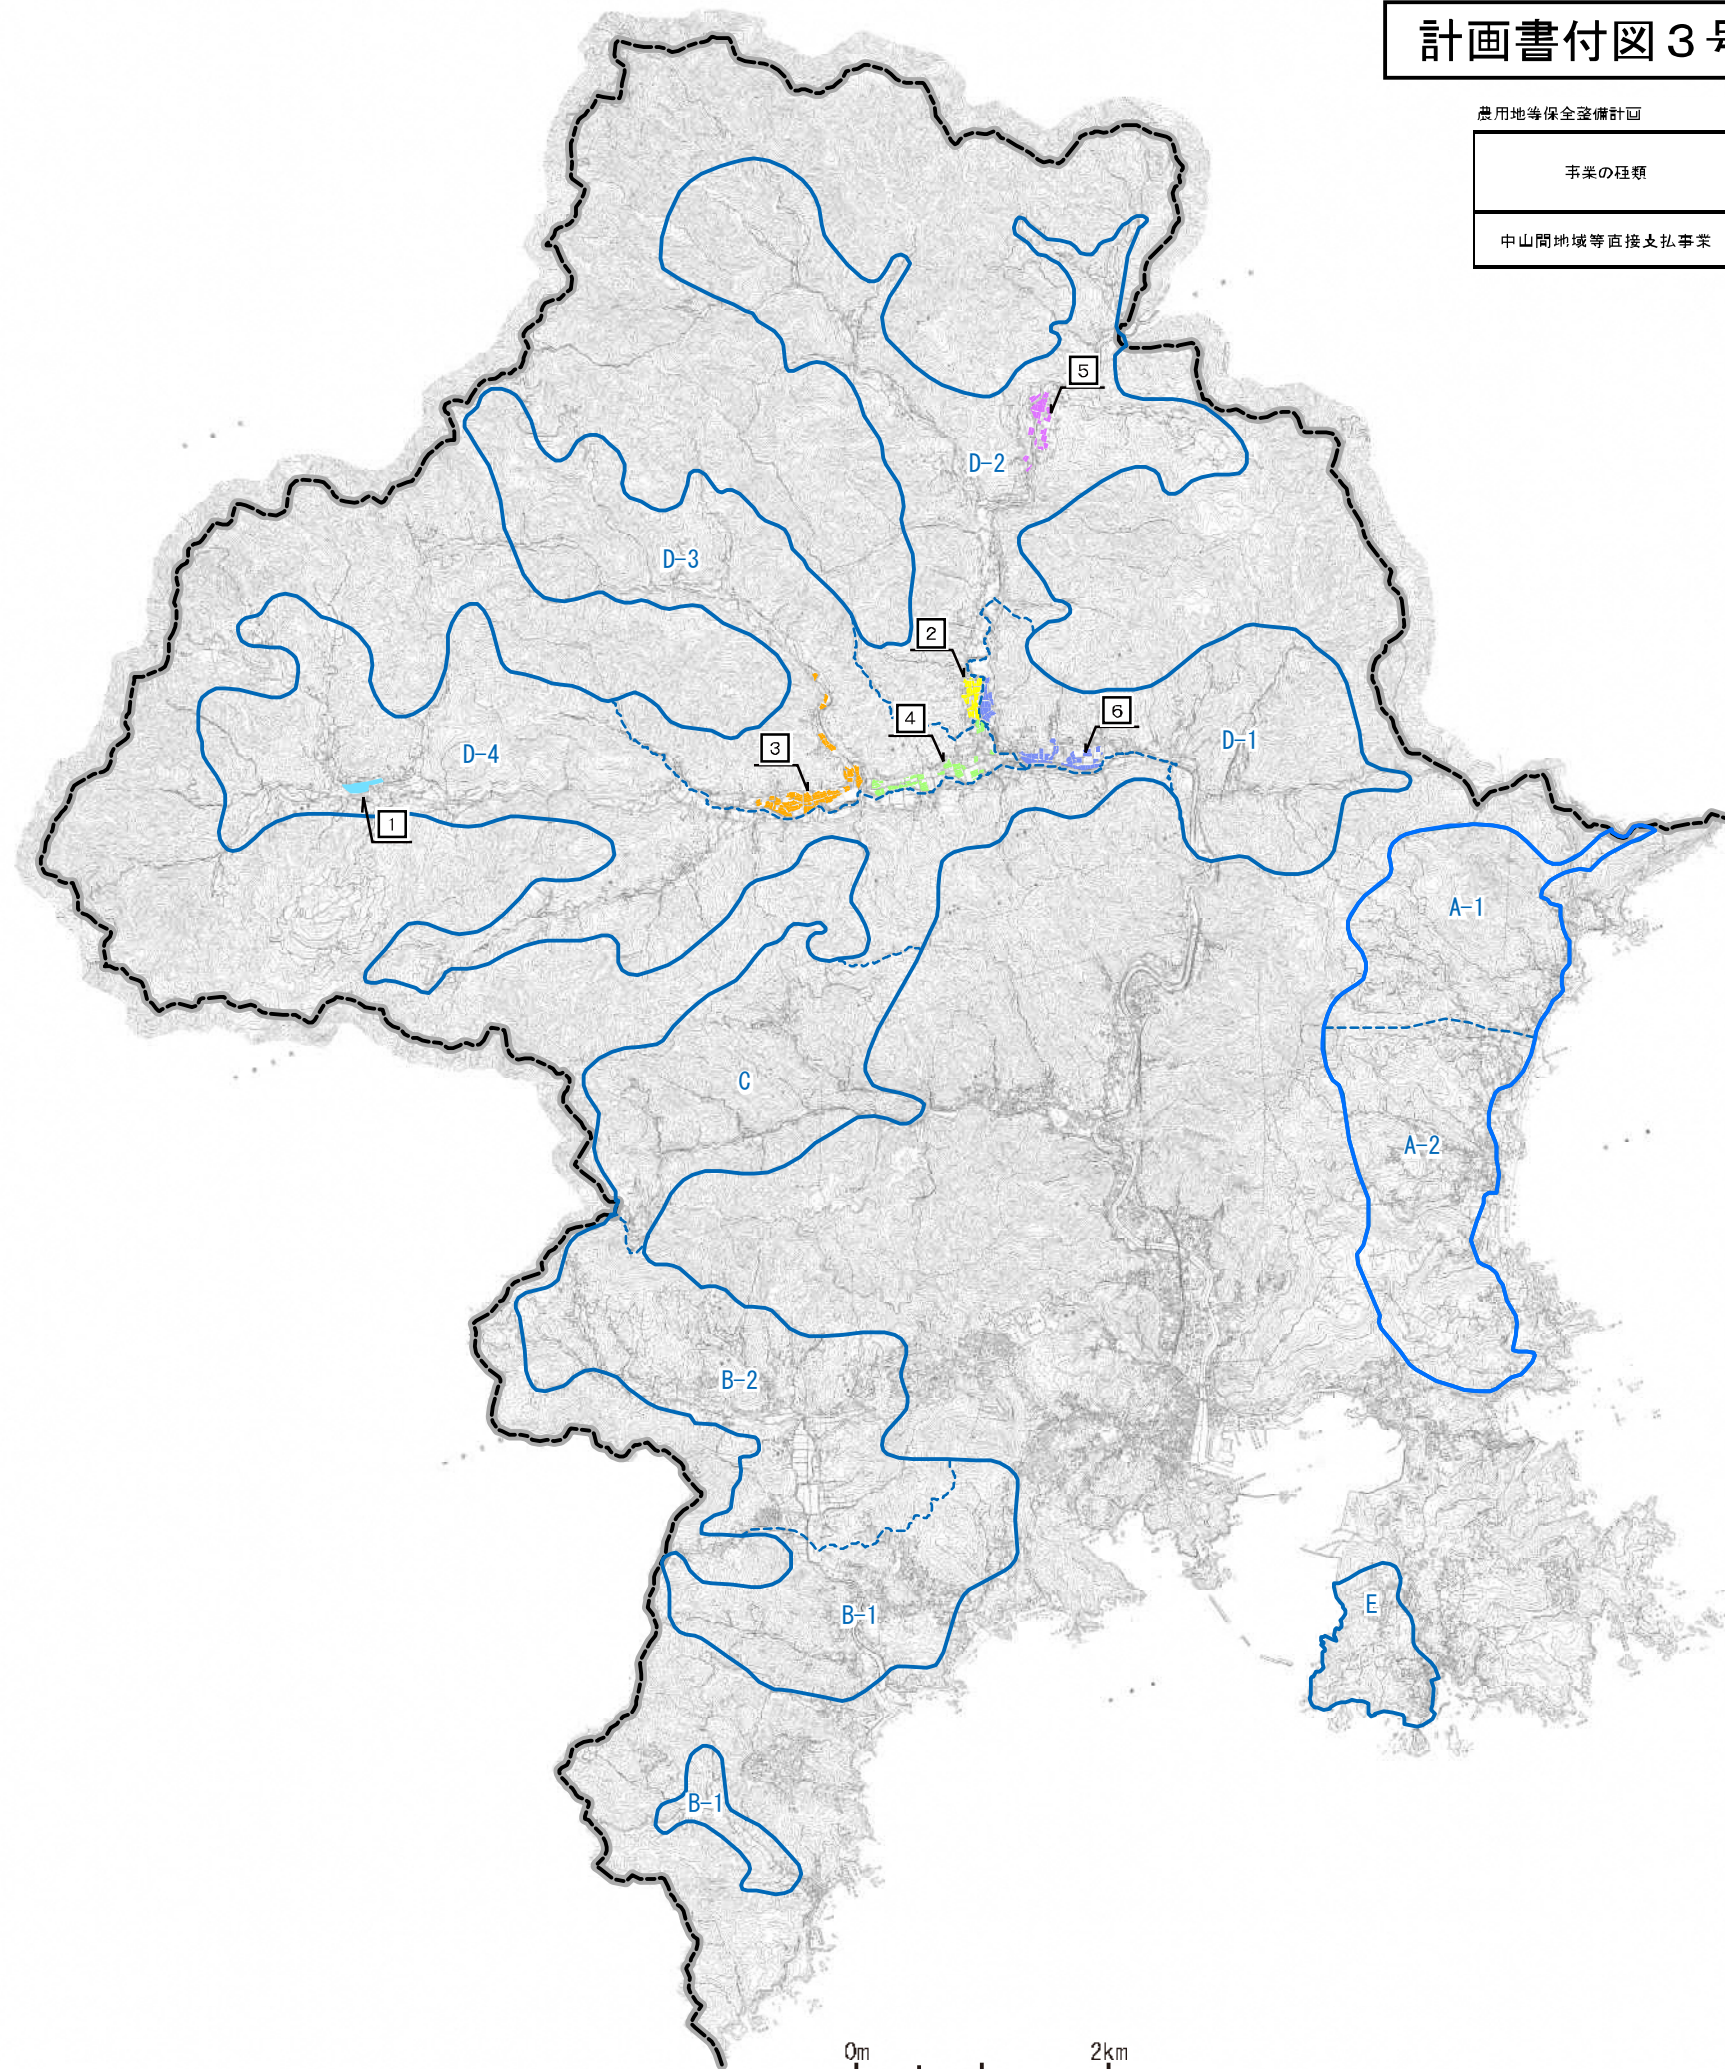 計画書付図３号
農用地等保全整備計画
事業の種類
中山間地域等直接支払事業
5
D-2
D-3
2
4
6
3
D-1
D-4
1
A-1
C
A-2
B-2
E
B-1
B-1
0m
2km